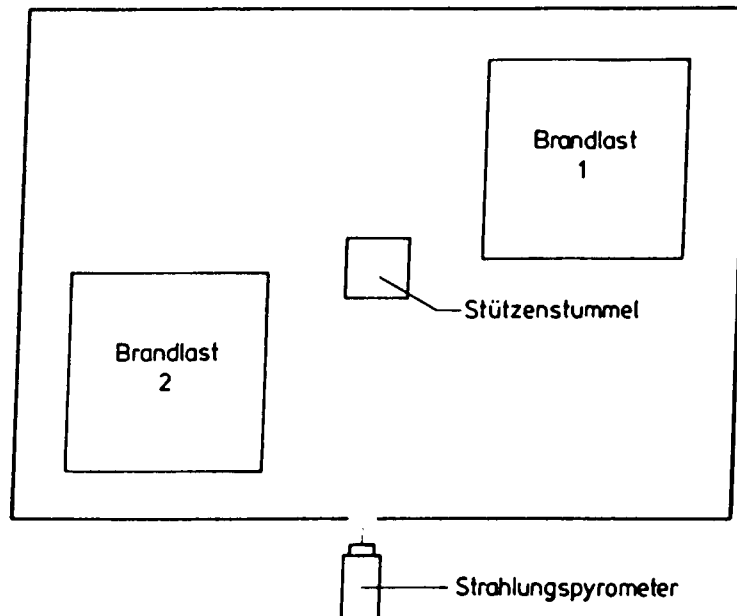 Brandlast
1
Stützenstummel
Brandlast
2
Strahlungspyrometer